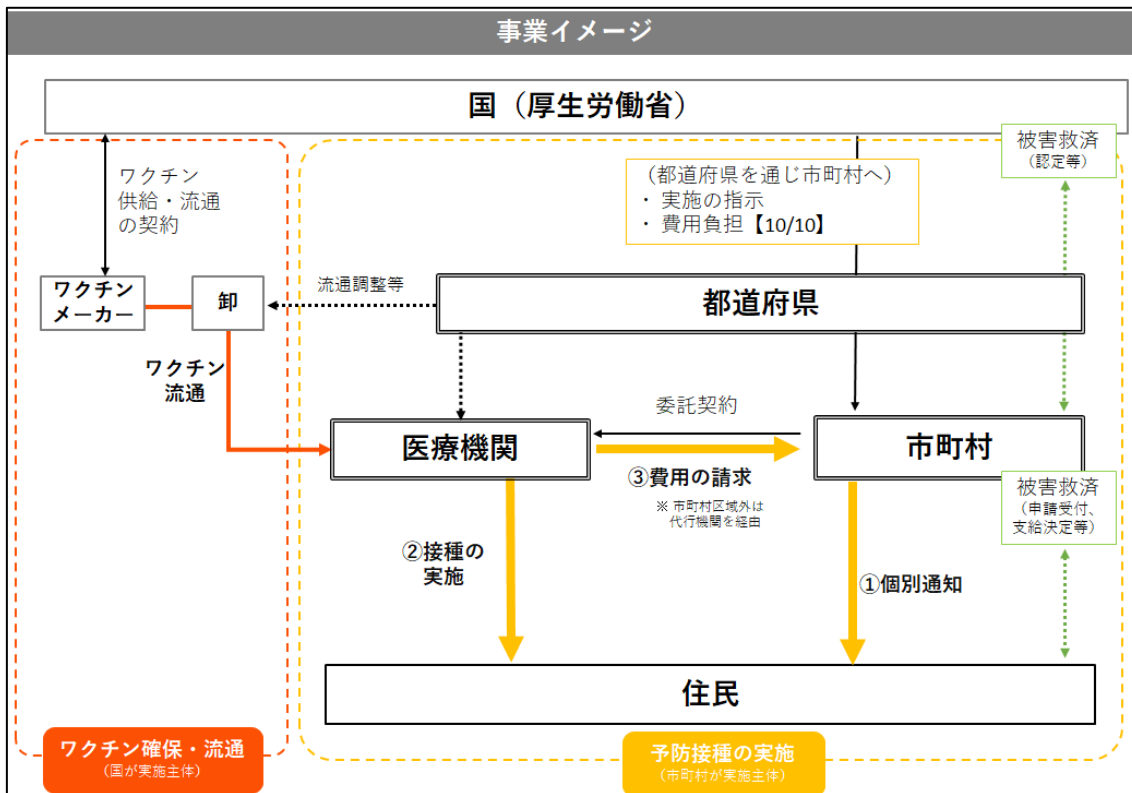 事業イメージ
国（厚生労働省）
ワクチン
供給・流通
の契約
（都道府県を通じ市町村へ）
・ 実施の指示
・ 費用負担【10/10】
被害救済
（認定等）
ワクチン
メーカー
卸
流通調整等
都道府県
ワクチン
流通
委託契約
医療機関
市町村
③費用の請求
※ 市町村区域外は
代行機関を経由
被害救済
（申請受付、
支給決定等）
②接種の
実施
①個別通知
住民
ワクチン確保・流通
（国が実施主体）
予防接種の実施
（市町村が実施主体）